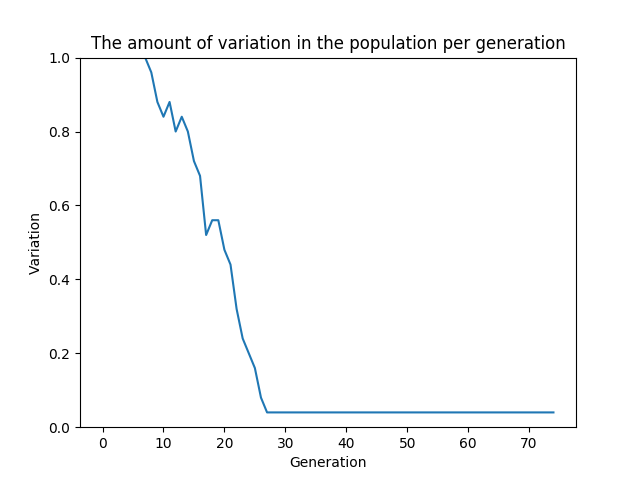 The amount of variation in the population per generation
1.0
0.8
0.6
0.4
0.2
0.0
Variation
0 10 20 30 40 50 60 70
Generation